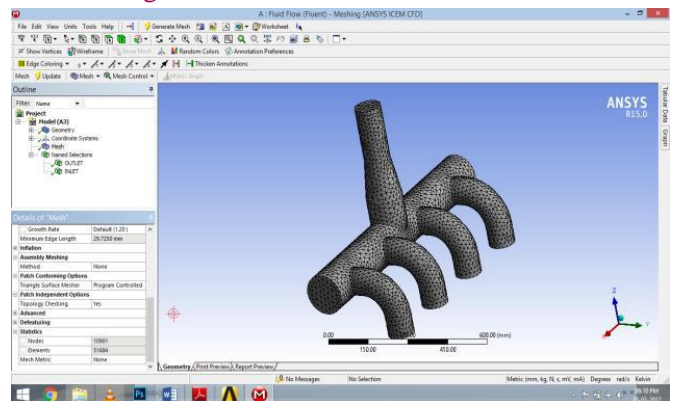 A : Fluid Flow (Fluent) - Meshing [ANSYS ICEM CFD]
File Edit View Units Tools Help Generate Mesh Worksheet
Show Vertices Wireframe Show Mesh Random Colors Annotation Preferences
Edge Coloring Thicken Annotations
Mesh Update Mesh Mesh Control Metric Graph
Outline
Filter: Name
Project
Model (A3)
Geometry
Coordinate Systems
Mesh
Named Selections
OUTLET
INLET
Details of "Mesh"
Growth Rate Default (1.20)
Minimum Edge Length 29.7250 mm
Inflation
Assembly Meshing
Method None
Patch Conforming Options
Triangle Surface Mesher Program Controlled
Patch Independent Options
Topology Checking Yes
Advanced
Defeaturing
Statistics
Nodes 10901
Elements 51684
Mesh Metric None
ANSYS
R15.0
Tabular Data Graph
Z
Y
0.00 600.00 (mm)
150.00 450.00
Geometry Print Preview Report Preview
No Messages No Selection Metric (mm, kg, N, s, mV, mA) Degrees rad/s Kelvin
Ps W